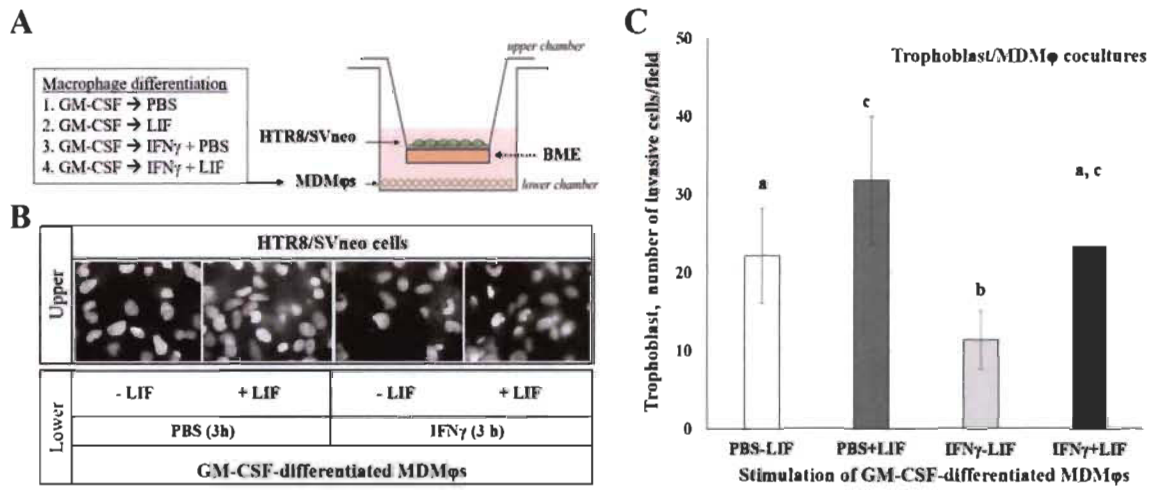 A
Macrophage differentiation
1. GM-CSF → PBS
2. GM-CSF → LIF
3. GM-CSF → IFNγ + PBS
4. GM-CSF → IFNγ + LIF
upper chamber
HTR8/SVneo
BME
MDMφs
lower chamber
B
Upper
HTR8/SVneo cells
Lower
- LIF + LIF - LIF + LIF
PBS (3h) IFNγ (3 h)
GM-CSF-differentiated MDMφs
C
Trophoblast/MDMφ cocultures
Trophoblast, number of invasive cells/field
50
40
30
20
10
0
a
c
b
a, c
PBS-LIF PBS+LIF IFNγ-LIF IFNγ+LIF
Stimulation of GM-CSF-differentiated MDMφs